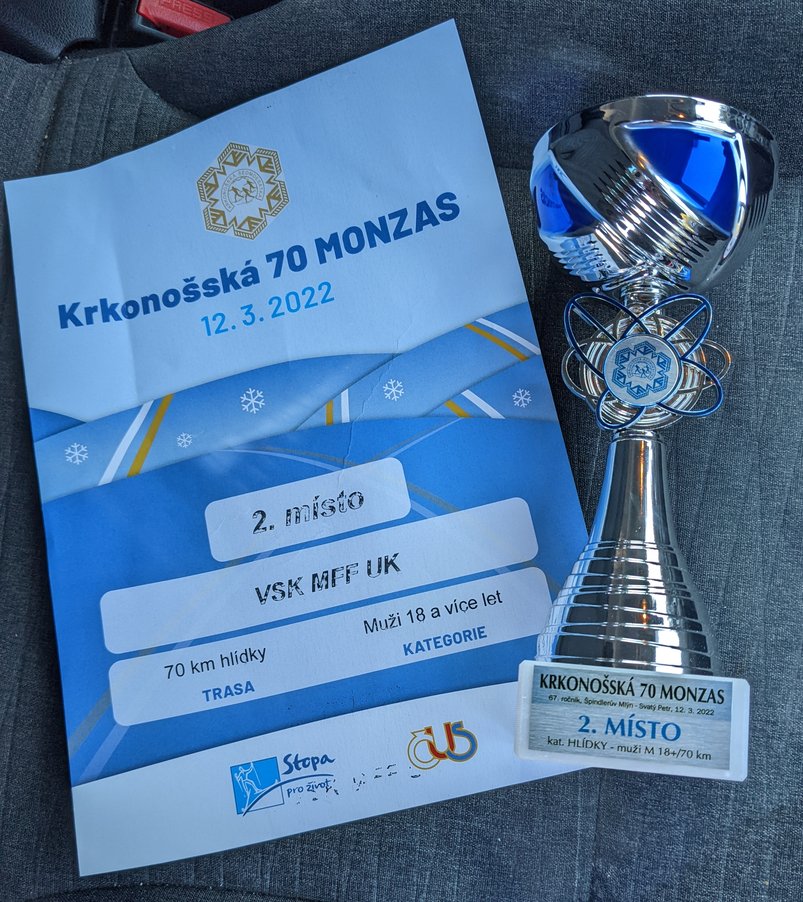 PRESS
Krkonošská 70 MONZAS
12. 3. 2022
2. místo
VSK MFF UK
70 km hlídky
TRASA
Muži 18 a více let
KATEGORIE
Stopa
pro život
ČUS
KRKONOŠSKÁ 70 MONZAS
67. ročník, Špindlerův Mlýn - Svatý Petr, 12. 3. 2022
2. MÍSTO
kat. HLÍDKY - muži M 18+/70 km